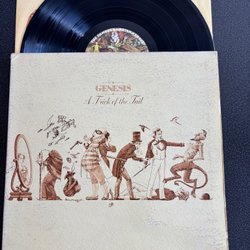 GENESIS
A Trick of the Tail